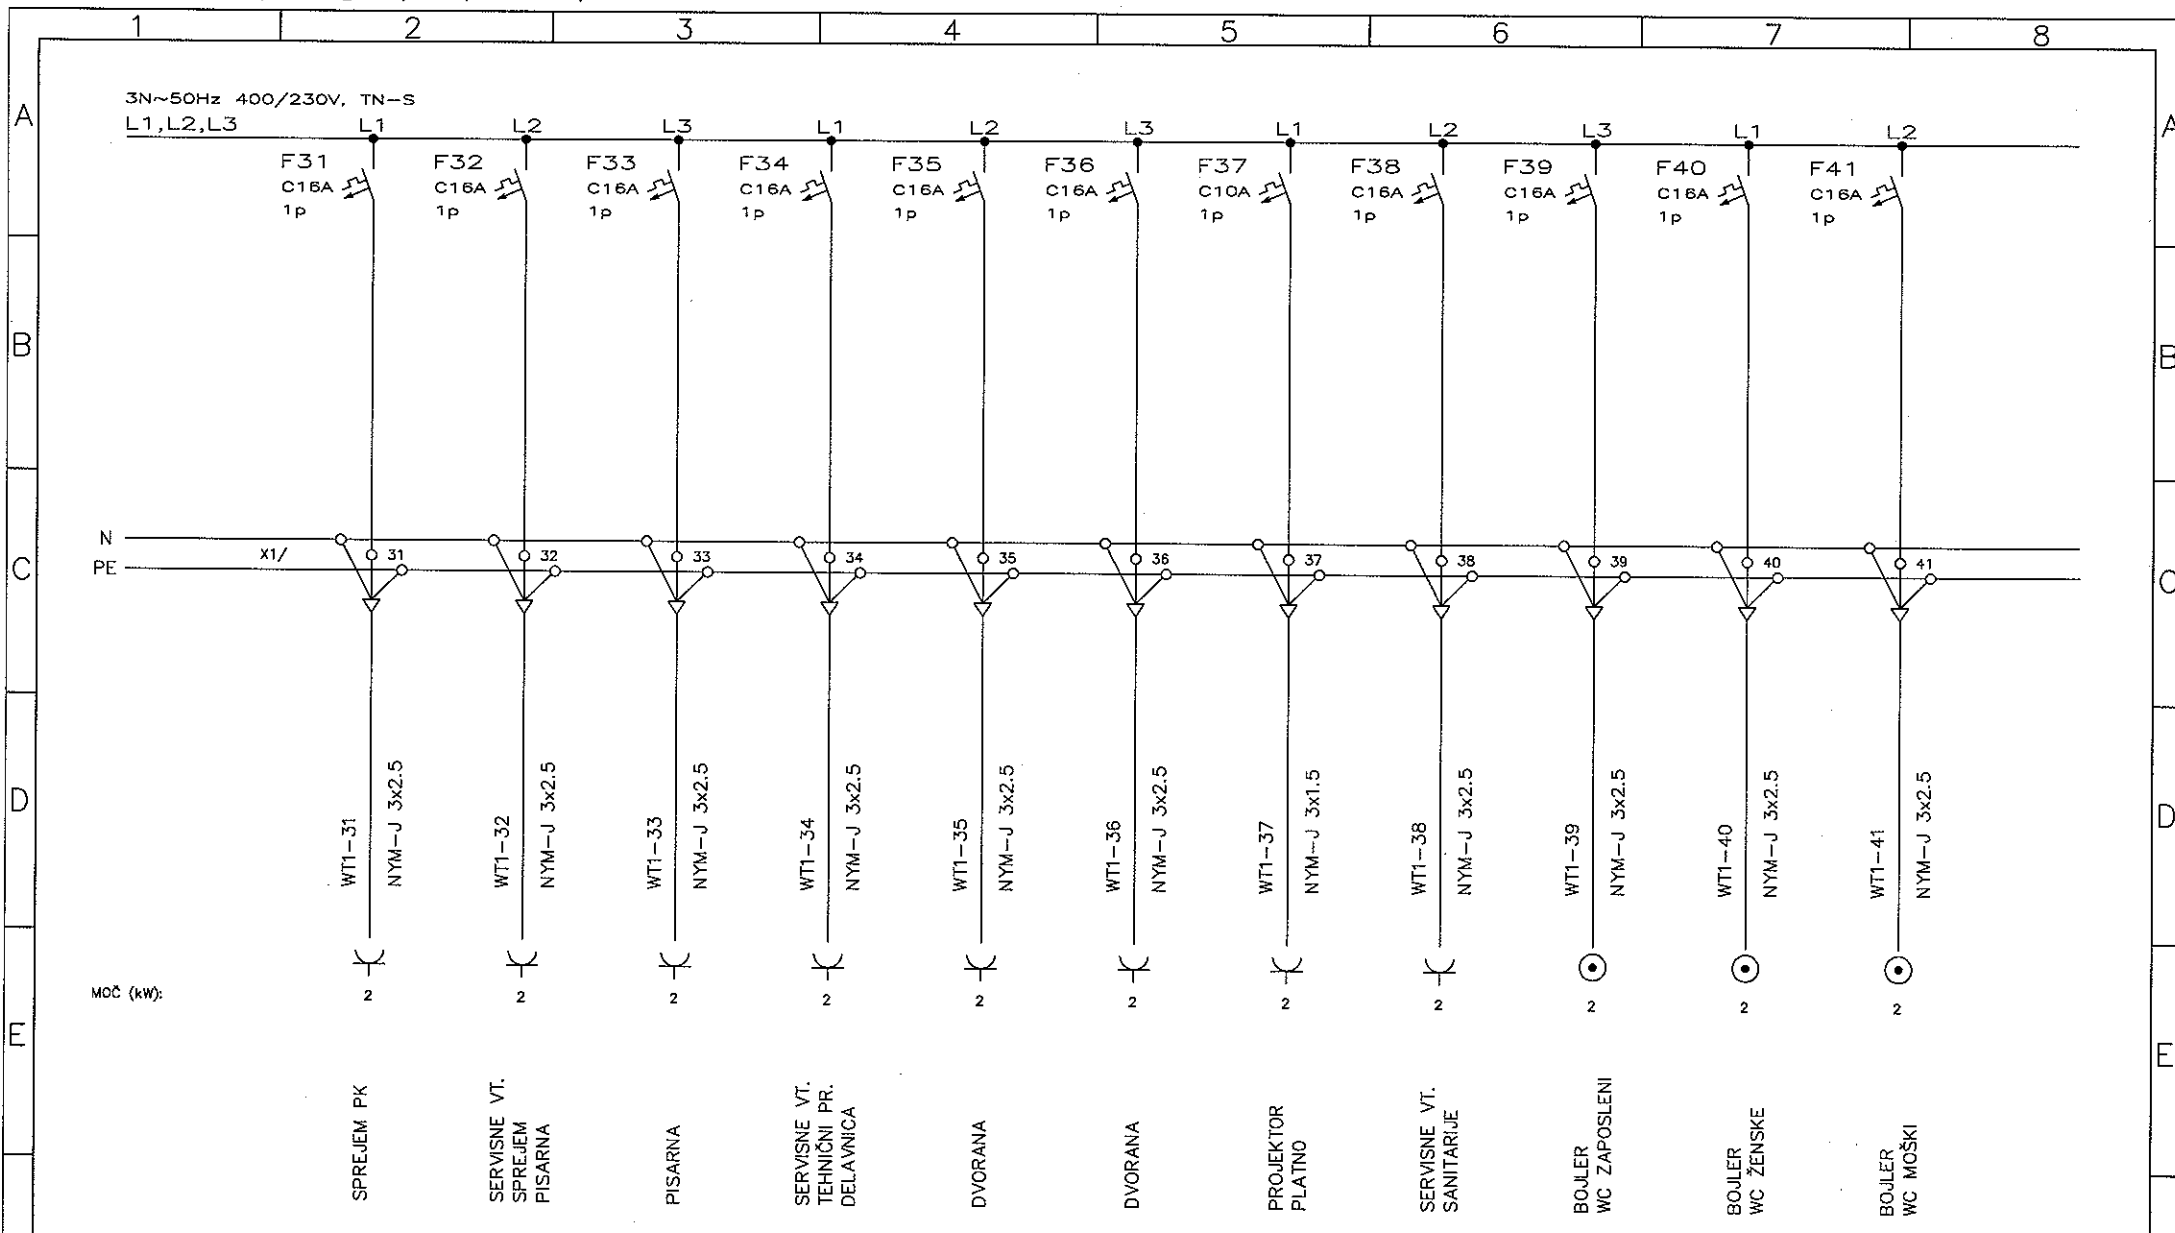 1 2 3 4 5 6 7 8
A A
3N~50Hz 400/230V, TN-S
L1,L2,L3 L1 L2 L3 L1 L2 L3 L1 L2 L3 L1 L2
F31 F32 F33 F34 F35 F36 F37 F38 F39 F40 F41
C16A C16A C16A C16A C16A C16A C10A C16A C16A C16A C16A
1p 1p 1p 1p 1p 1p 1p 1p 1p 1p 1p
B B
N
X1/ 31 32 33 34 35 36 37 38 39 40 41
PE
C C
D D
WT1-31
NYM-J 3x2.5
WT1-32
NYM-J 3x2.5
WT1-33
NYM-J 3x2.5
WT1-34
NYM-J 3x2.5
WT1-35
NYM-J 3x2.5
WT1-36
NYM-J 3x2.5
WT1-37
NYM-J 3x1.5
WT1-38
NYM-J 3x2.5
WT1-39
NYM-J 3x2.5
WT1-40
NYM-J 3x2.5
WT1-41
NYM-J 3x2.5
MOČ (kW): 2 2 2 2 2 2 2 2 2 2 2
E E
SPREJEM PK
SERVISNE VT.
SPREJEM
PISARNA
PISARNA
SERVISNE VT.
TEHNIČNI PR.
DELAVNICA
DVORANA
DVORANA
PROJEKTOR
PLATNO
SERVISNE VT.
SANITARIJE
BOJLER
WC ZAPOSLENI
BOJLER
WC ŽENSKE
BOJLER
WC MOŠKI